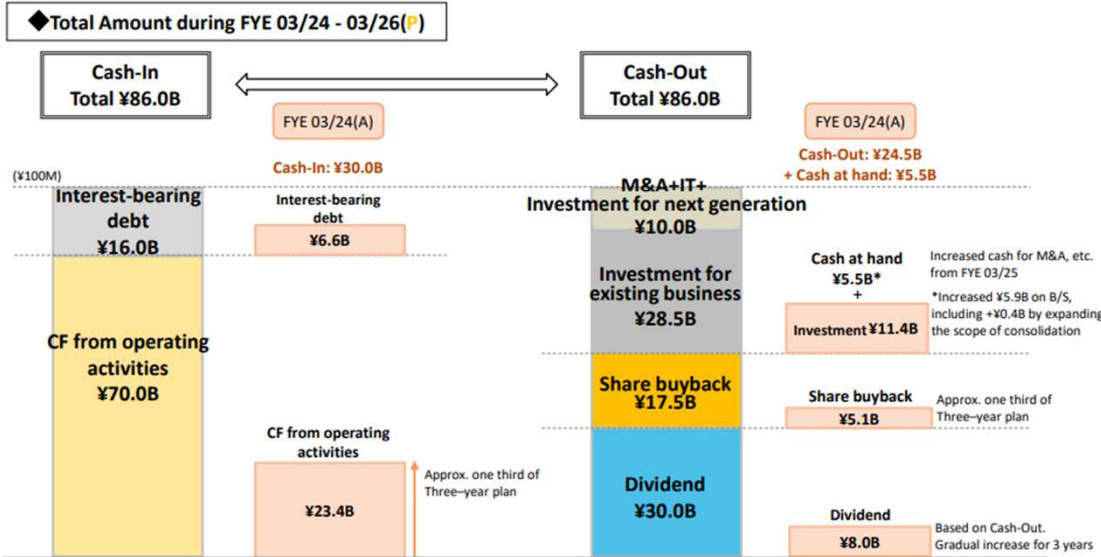 ◆Total Amount during FYE 03/24 - 03/26(P)
Cash-In
Total ¥86.0B
Cash-Out
Total ¥86.0B
FYE 03/24(A)
Cash-In: ¥30.0B
FYE 03/24(A)
Cash-Out: ¥24.5B
+ Cash at hand: ¥5.5B
(¥100M)
Interest-bearing
debt
¥16.0B
Interest-bearing
debt
¥6.6B
CF from operating
activities
¥70.0B
CF from operating
activities
¥23.4B
Approx. one third of
Three–year plan
M&A+IT+
Investment for next generation
¥10.0B
Investment for
existing business
¥28.5B
Cash at hand
¥5.5B*
+
Investment ¥11.4B
Increased cash for M&A, etc.
from FYE 03/25
*Increased ¥5.9B on B/S,
including +¥0.4B by expanding
the scope of consolidation
Share buyback
¥17.5B
Share buyback
¥5.1B
Approx. one third of
Three–year plan
Dividend
¥30.0B
Dividend
¥8.0B
Based on Cash-Out.
Gradual increase for 3 years